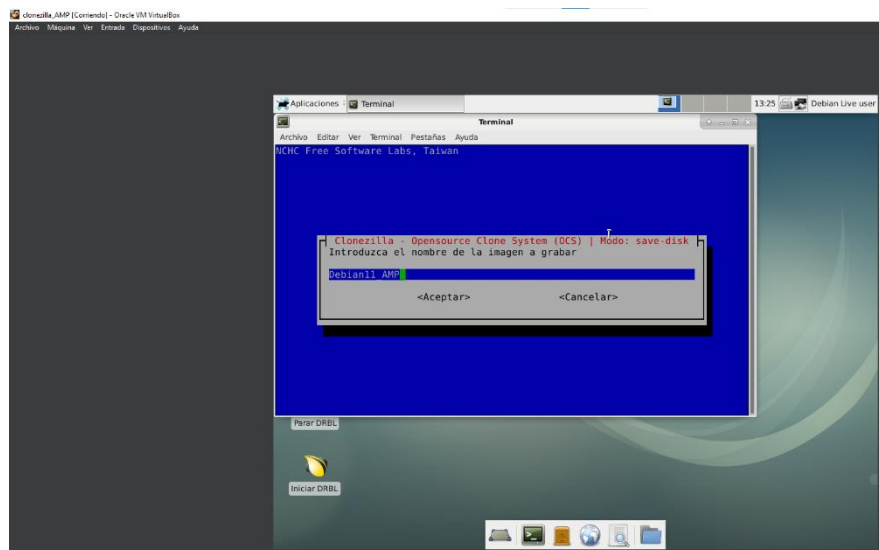 clonezilla_AMP [Corriendo] - Oracle VM VirtualBox
Archivo Máquina Ver Entrada Dispositivos Ayuda
Aplicaciones Terminal 13:25 Debian Live user
Terminal
Archivo Editar Ver Terminal Pestañas Ayuda
NCHC Free Software Labs, Taiwan
Clonezilla - Opensource Clone System (OCS) | Modo: save-disk
Introduzca el nombre de la imagen a grabar
Debian11_AMP
<Aceptar> <Cancelar>
Parar DRBL
Iniciar DRBL